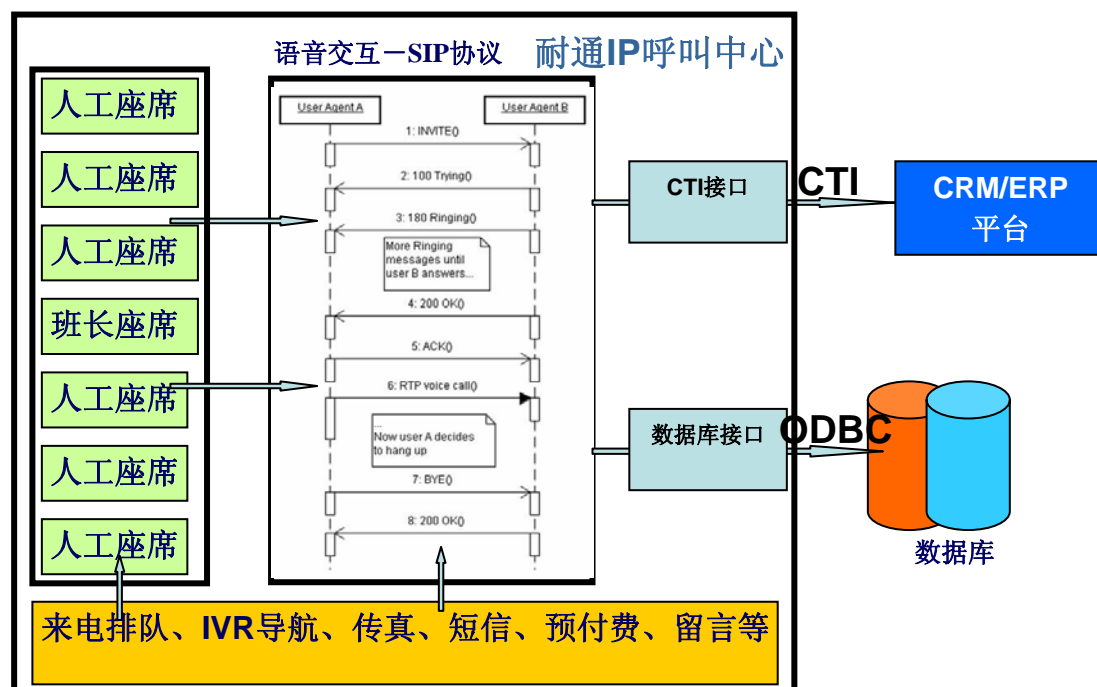 语音交互－SIP协议
耐通IP呼叫中心
人工座席
人工座席
人工座席
班长座席
人工座席
人工座席
人工座席
User Agent A
User Agent B
1: INVITE()
2: 100 Trying()
3: 180 Ringing()
More Ringing
messages until
user B answers...
4: 200 OK()
5: ACK()
6: RTP voice call()
...
Now user A decides
to hang up
7: BYE()
8: 200 OK()
CTI接口
CTI
CRM/ERP
平台
数据库接口
ODBC
数据库
来电排队、IVR导航、传真、短信、预付费、留言等